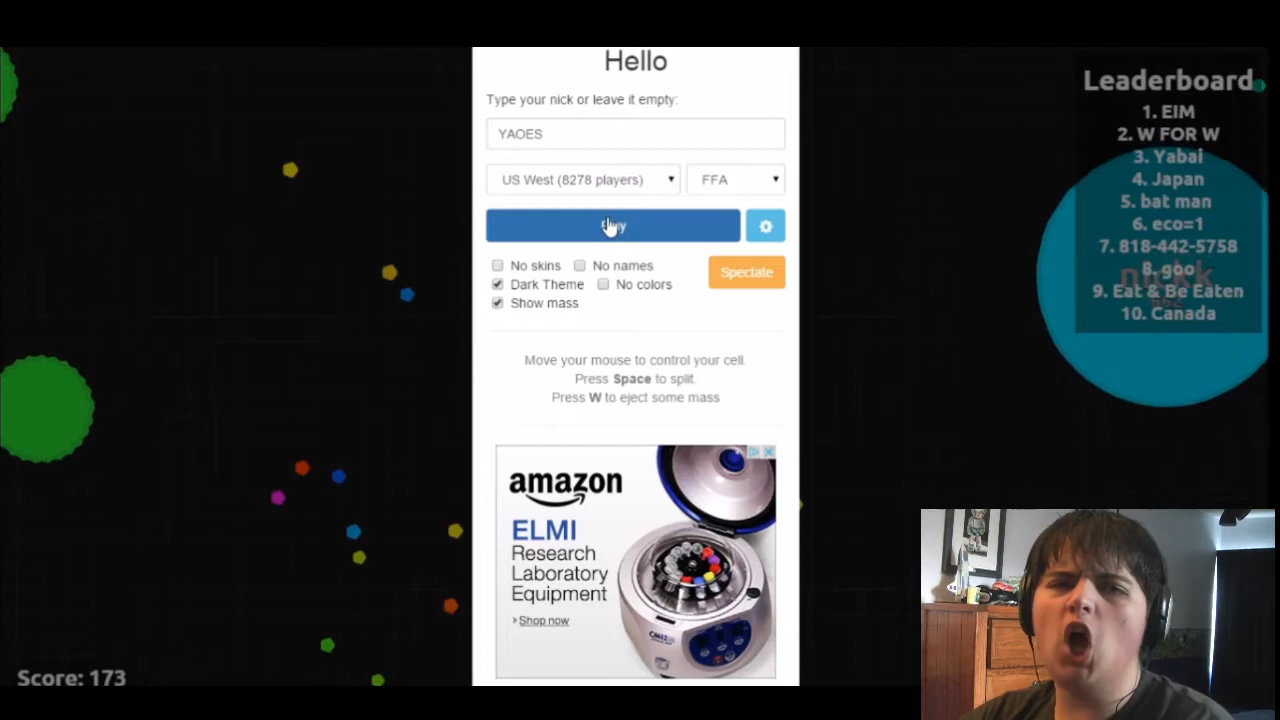 Hello
Type your nick or leave it empty:
YAOES
US West (8278 players)
FFA
No skins
No names
Spectate
Dark Theme
No colors
Show mass
Move your mouse to control your cell.
Press Space to split.
Press W to eject some mass
amazon
ELMI
Research
Laboratory
Equipment
Shop now
Leaderboard
1. EIM
2. W FOR W
3. Yabai
4. Japan
5. bat man
6. eco=1
7. 818-442-5758
8. goo
9. Eat & Be Eaten
10. Canada
Score: 173